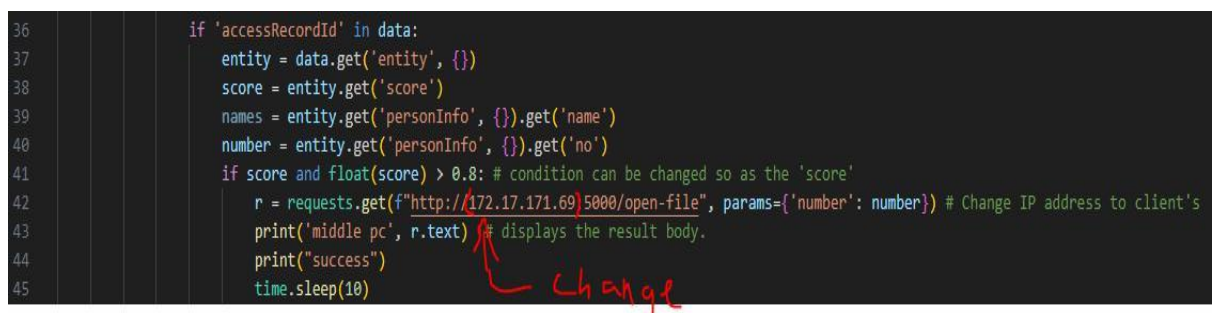 36 if 'accessRecordId' in data:
37 entity = data.get('entity', {})
38 score = entity.get('score')
39 names = entity.get('personInfo', {}).get('name')
40 number = entity.get('personInfo', {}).get('no')
41 if score and float(score) > 0.8: # condition can be changed so as the 'score'
42 r = requests.get(f"http://172.17.171.69:5000/open-file", params={'number': number}) # Change IP address to client's
43 print('middle pc', r.text) # displays the result body.
44 print("success")
45 time.sleep(10)
change